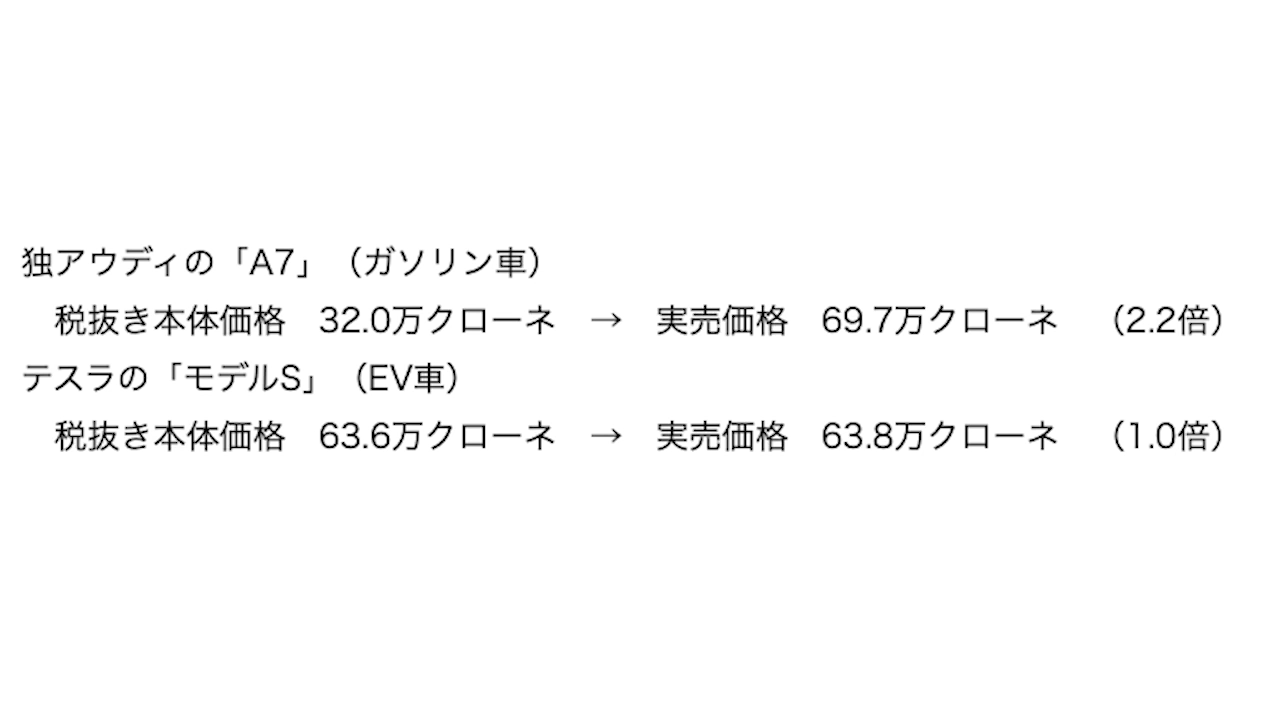 独アウディの「A7」（ガソリン車）
　税抜き本体価格　32.0万クローネ　→　実売価格　69.7万クローネ　（2.2倍）
テスラの「モデルS」（EV車）
　税抜き本体価格　63.6万クローネ　→　実売価格　63.8万クローネ　（1.0倍）